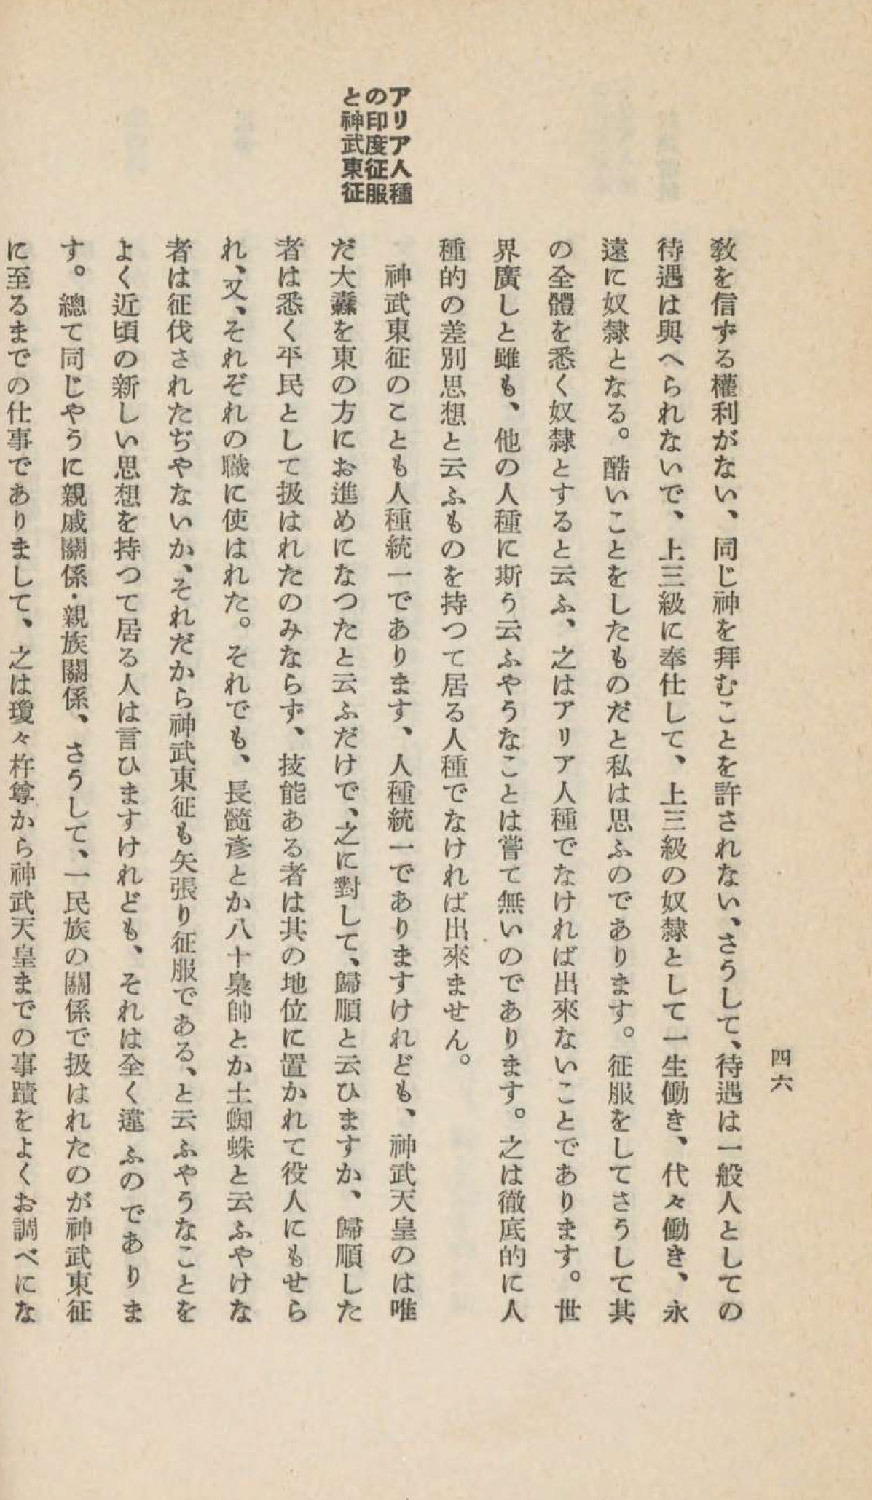 四六
教を信ずる權利がない、同じ神を拜むことを許されない、さうして、待遇は一般人としての
待遇は與へられないで、上三級に奉仕して、上三級の奴隷として一生働き、代々働き、永
遠に奴隷となる。酷いことをしたものだと私は思ふのであります。征服をしてさうして其
の全體を悉く奴隷とすると云ふ、之はアリア人種でなければ出來ないことであります。世
界廣しと雖も、他の人種に斯う云ふやうなことは嘗て無いのであります。之は徹底的に人
種的の差別思想と云ふものを持つて居る人種でなければ出來ません。
アリア人種
の印度征服
と神武東征
神武東征のことも人種統一であります、人種統一でありますけれども、神武天皇のは唯
だ大纛を東の方にお進めになつたと云ふだけで、之に對して、歸順と云ひますか、歸順した
者は悉く平民として扱はれたのみならず、技能ある者は其の地位に置かれて役人にもせら
れ、又、それぞれの職に使はれた。それでも、長髓彥とか八十梟帥とか土蜘蛛と云ふやけな
者は征伐されたぢやないか、それだから神武東征も矢張り征服である、と云ふやうなことを
よく近頃の新しい思想を持つて居る人は言ひますけれども、それは全く違ふのでありま
す。總て同じやうに親戚關係・親族關係、さうして、一民族の關係で扱はれたのが神武東征
に至るまでの仕事でありまして、之は瓊々杵尊から神武天皇までの事蹟をよくお調べにな